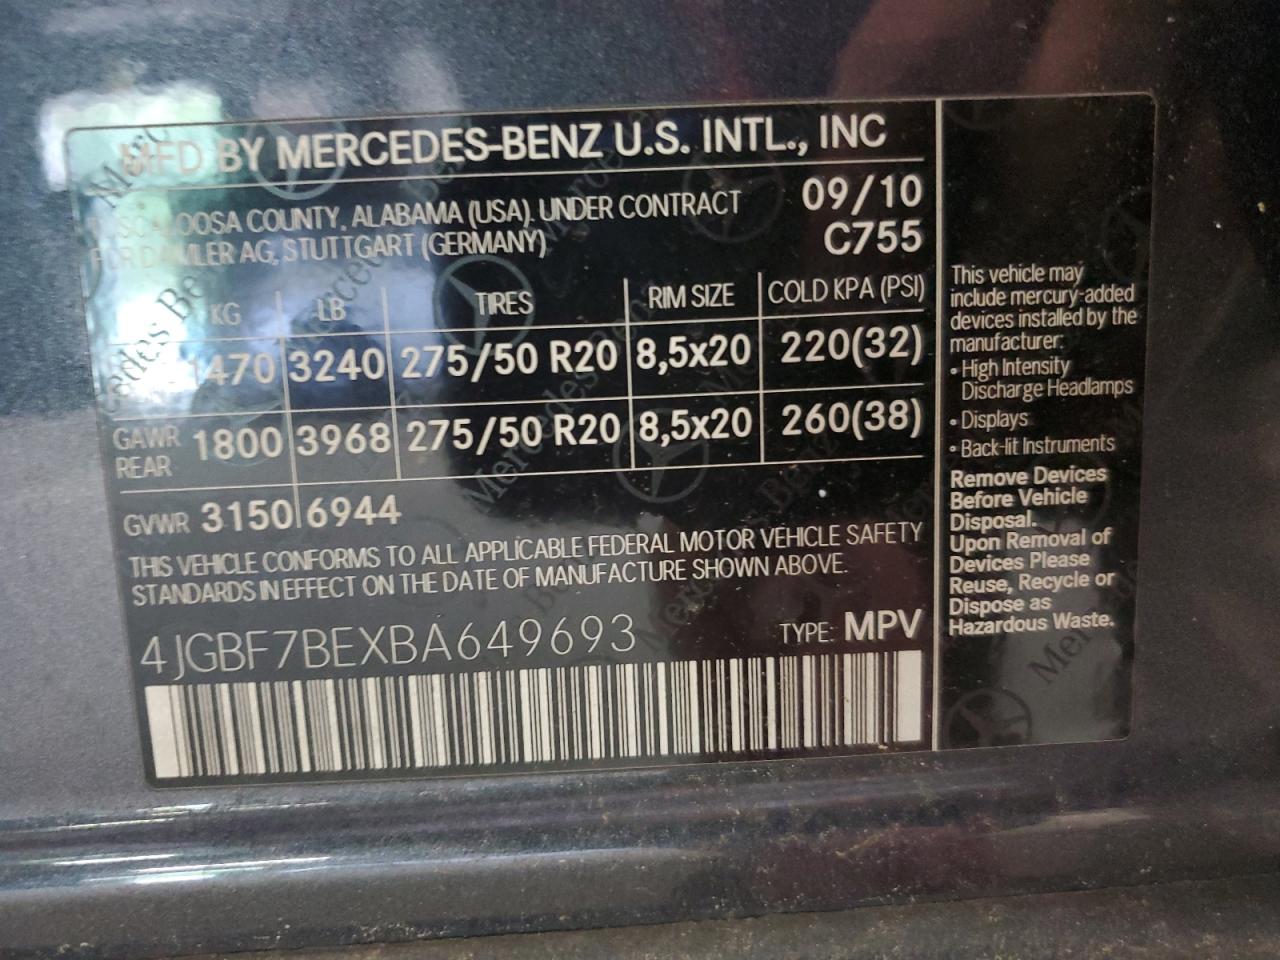 MFD BY MERCEDES-BENZ U.S. INTL., INC
TUSCALOOSA COUNTY, ALABAMA (USA). UNDER CONTRACT
FOR DAIMLER AG, STUTTGART (GERMANY)
09/10
C755
KG LB TIRES RIM SIZE COLD KPA (PSI)
1470 3240 275/50 R20 8,5x20 220(32)
GAWR
REAR
1800 3968 275/50 R20 8,5x20 260(38)
GVWR 3150 6944
THIS VEHICLE CONFORMS TO ALL APPLICABLE FEDERAL MOTOR VEHICLE SAFETY
STANDARDS IN EFFECT ON THE DATE OF MANUFACTURE SHOWN ABOVE.
4JGBF7BEXBA649693 TYPE: MPV
This vehicle may
include mercury-added
devices installed by the
manufacturer:
• High Intensity
Discharge Headlamps
• Displays
• Back-lit Instruments
Remove Devices
Before Vehicle
Disposal.
Upon Removal of
Devices Please
Reuse, Recycle or
Dispose as
Hazardous Waste.